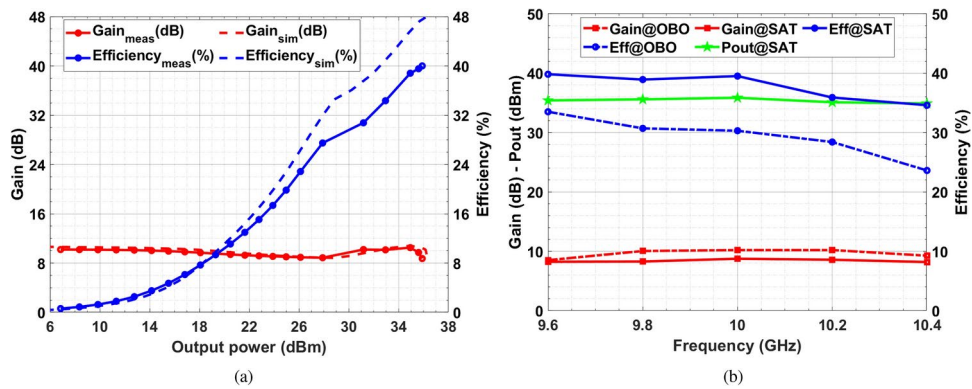 Gain_meas(dB) Gain_sim(dB)
Efficiency_meas(%) Efficiency_sim(%)
Gain (dB)
48
40
32
24
16
8
0
48
40
32
24
16
8
0
Efficiency (%)
6 10 14 18 22 26 30 34 38
Output power (dBm)
(a)
Gain@OBO Gain@SAT Eff@SAT
Eff@OBO Pout@SAT
Gain (dB) - Pout (dBm)
50
40
30
20
10
0
50
40
30
20
10
0
Efficiency (%)
9.6 9.8 10 10.2 10.4
Frequency (GHz)
(b)